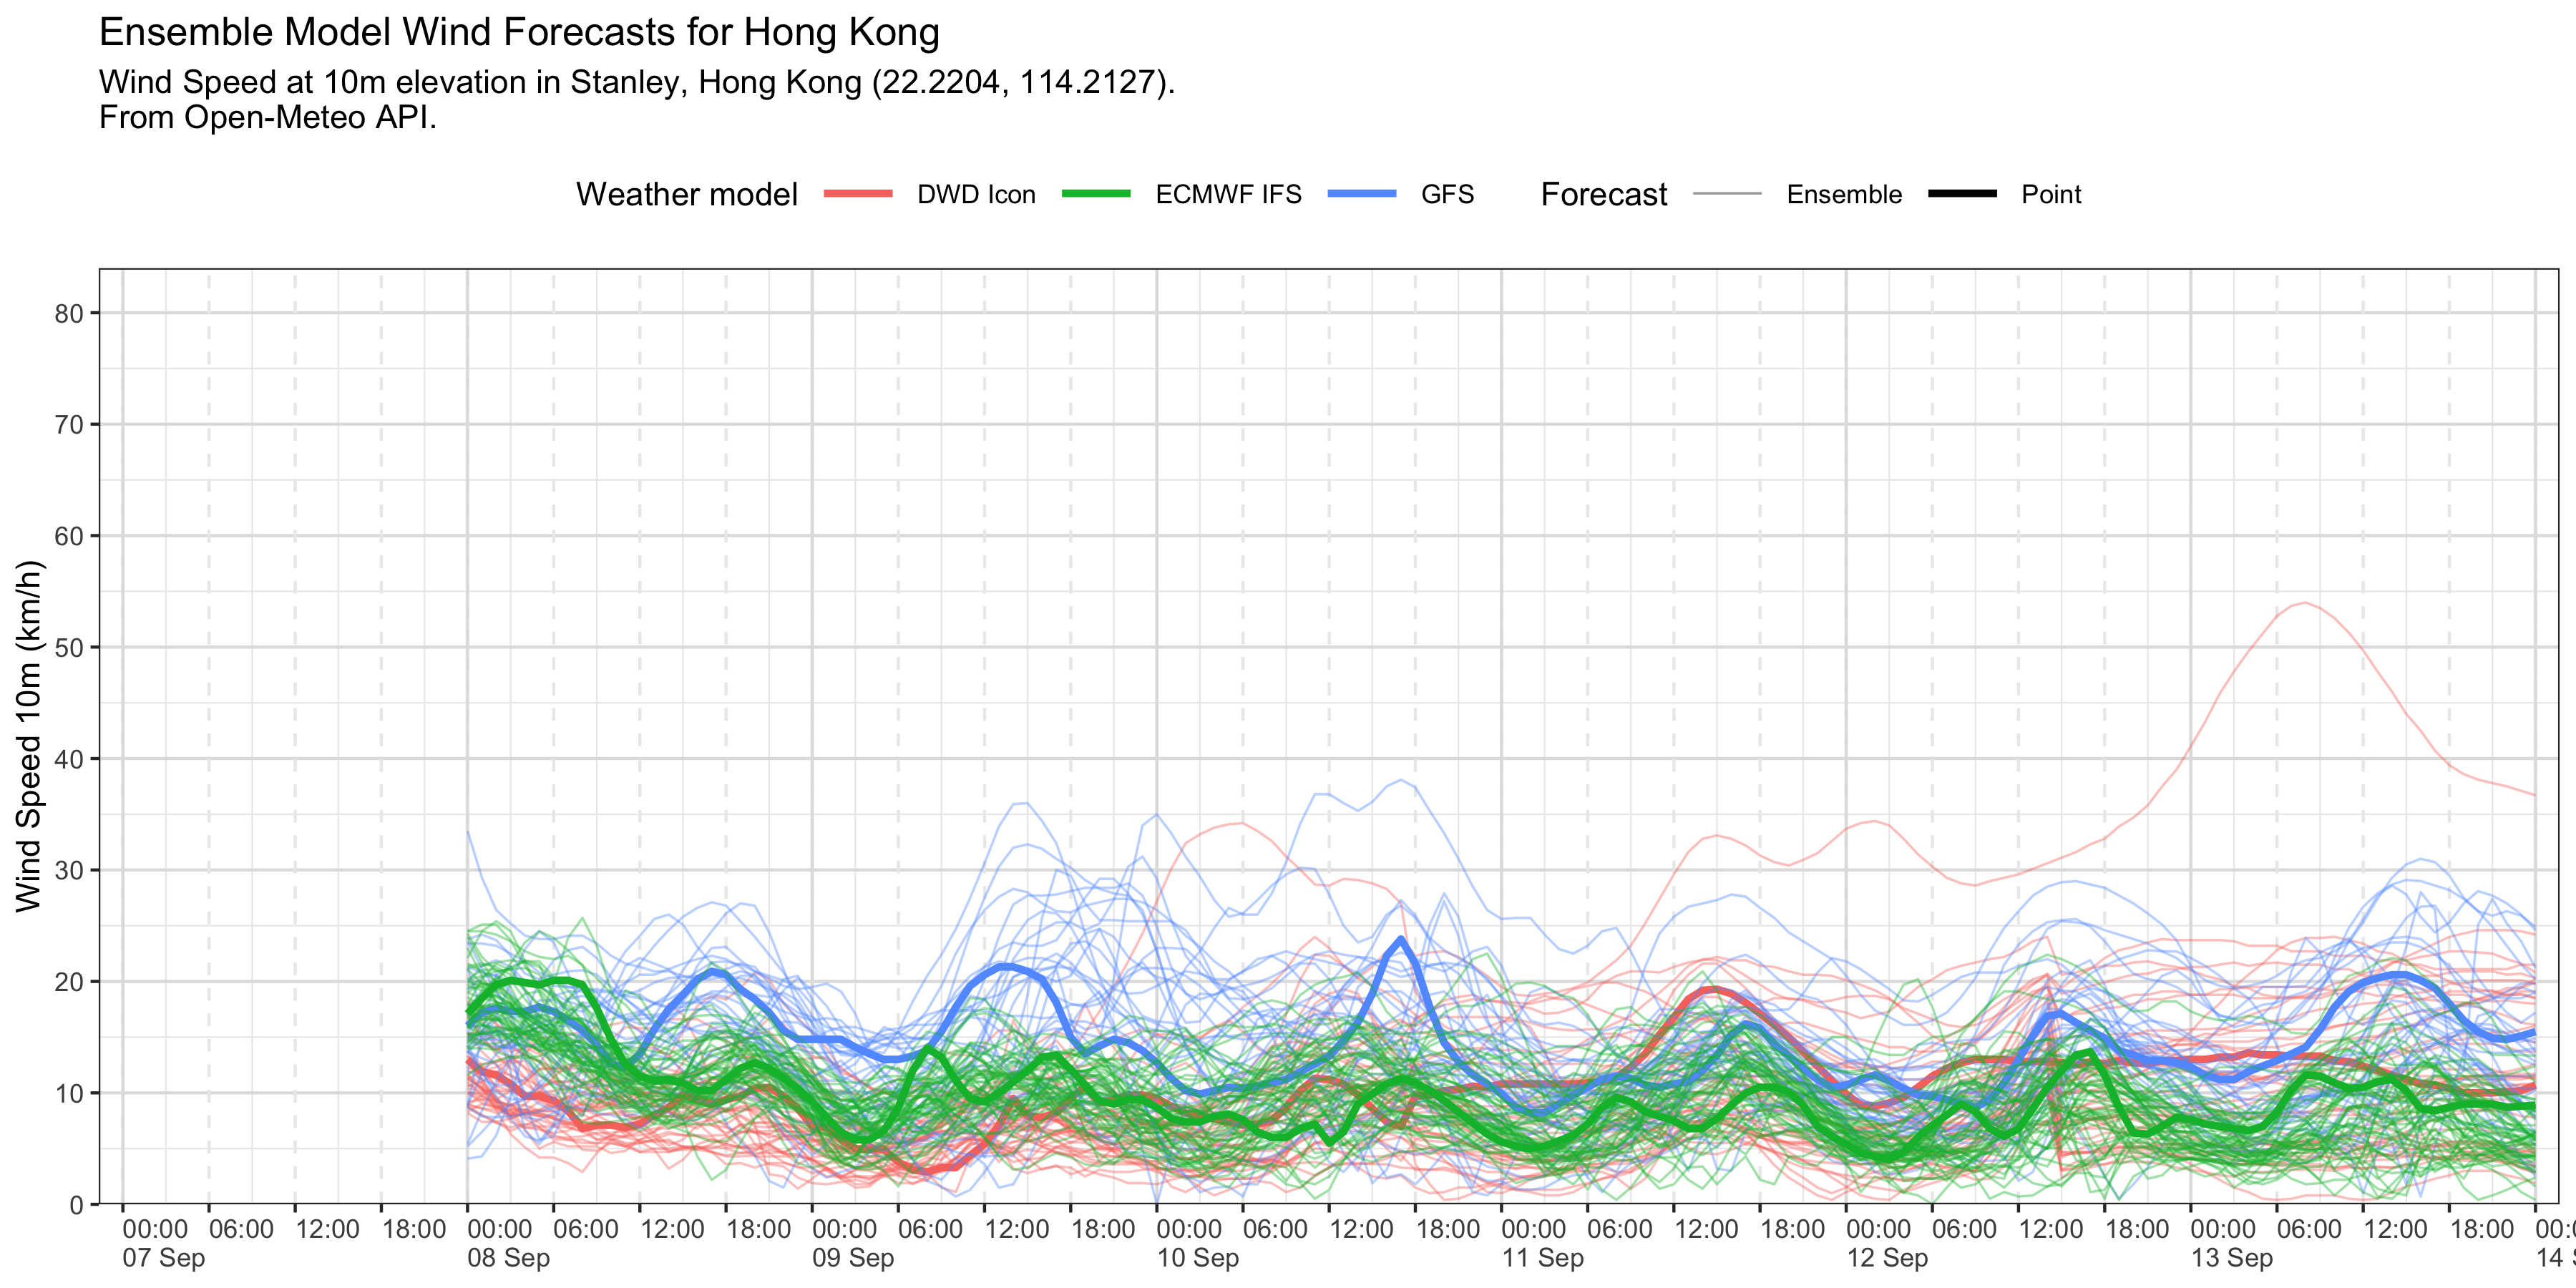 Ensemble Model Wind Forecasts for Hong Kong
Wind Speed at 10m elevation in Stanley, Hong Kong (22.2204, 114.2127).
From Open-Meteo API.
Weather model DWD Icon ECMWF IFS GFS Forecast Ensemble Point
Wind Speed 10m (km/h)
80
70
60
50
40
30
20
10
0
00:00 06:00 12:00 18:00 00:00 06:00 12:00 18:00 00:00 06:00 12:00 18:00 00:00 06:00 12:00 18:00 00:00 06:00 12:00 18:00 00:00 06:00 12:00 18:00 00:00 06:00 12:00 18:00 00:
07 Sep 08 Sep 09 Sep 10 Sep 11 Sep 12 Sep 13 Sep 14